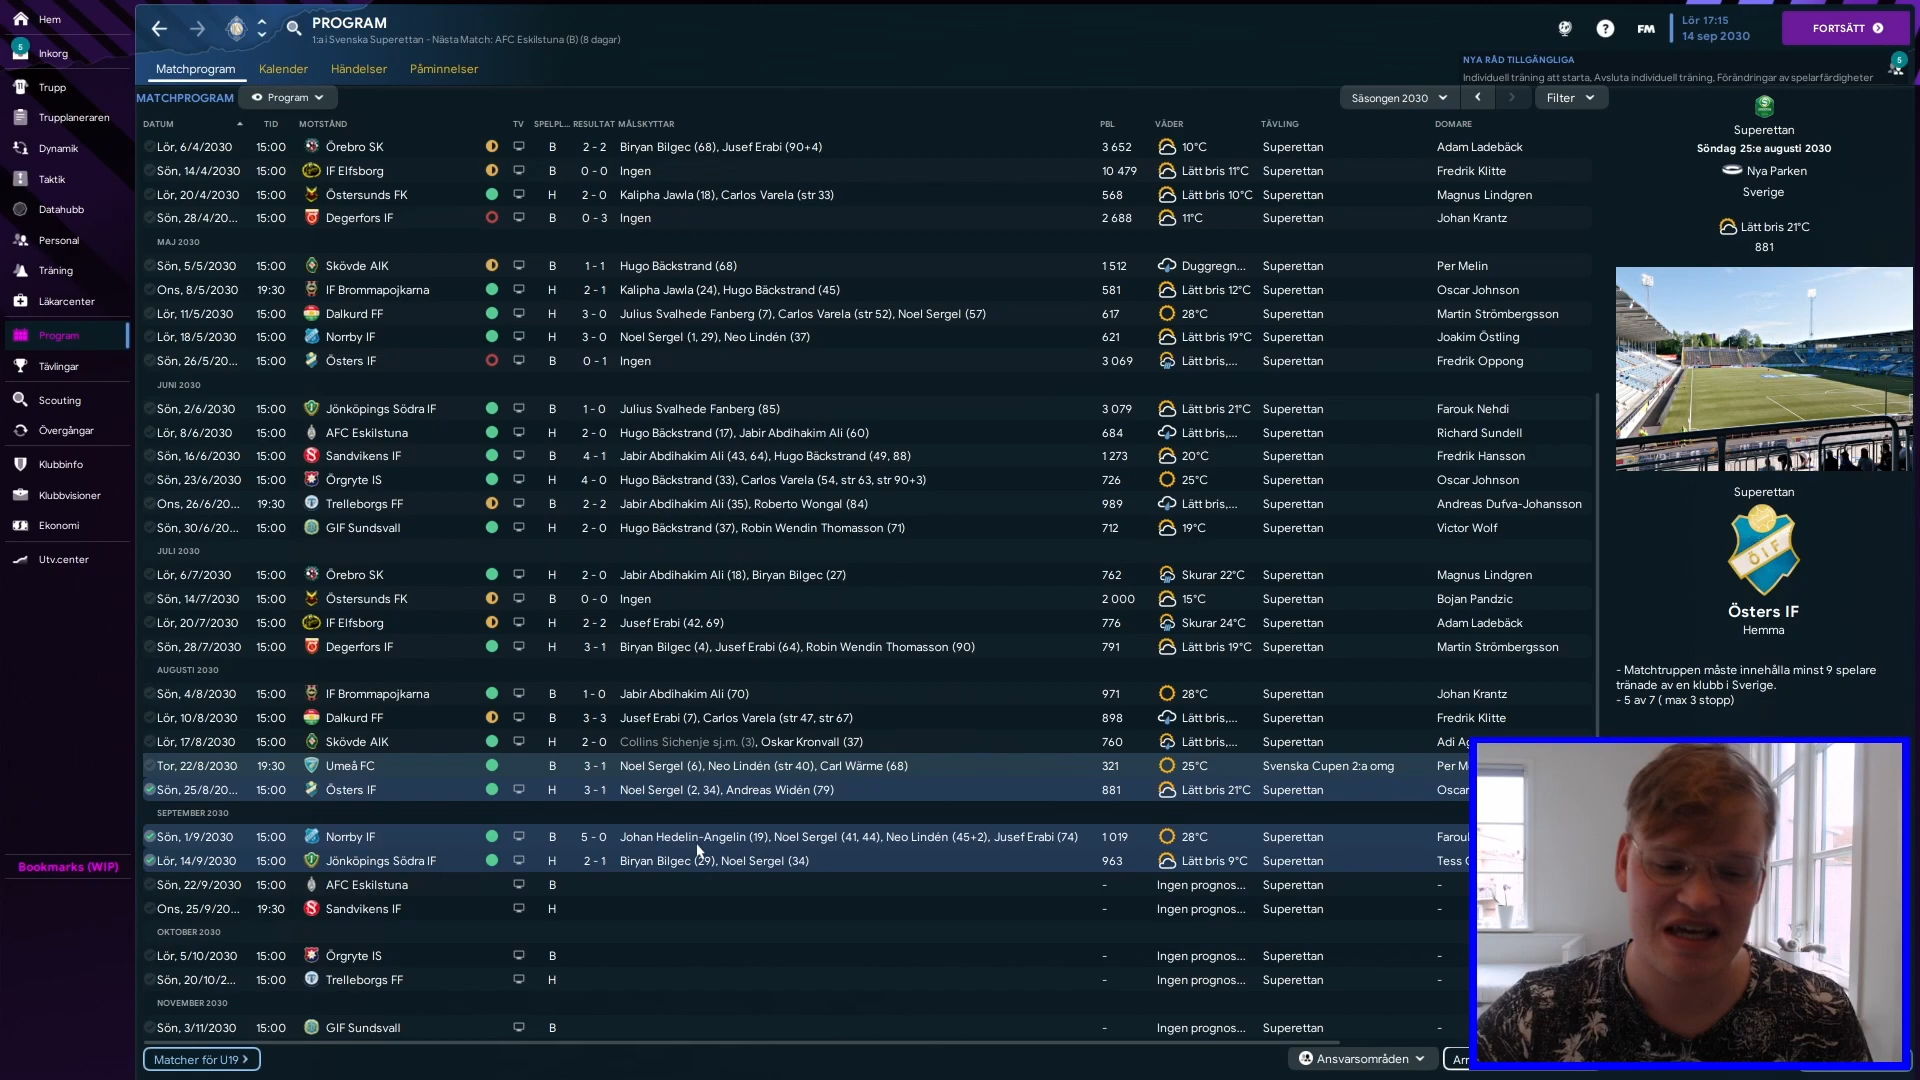 Hem
5
Inkorg
Trupp
Trupplaneraren
Dynamik
Taktik
Datahubb
Personal
Träning
Läkarcenter
Program
Tävlingar
Scouting
Övergångar
Klubbinfo
Klubbvisioner
Ekonomi
Utv.center
Bookmarks (WIP)
PROGRAM
1:a i Svenska Superettan - Nästa Match: AFC Eskilstuna (B) (8 dagar)
FM
Lör 17:15
14 sep 2030
FORTSÄTT
Matchprogram Kalender Händelser Påminnelser
NYA RÅD TILLGÄNGLIGA
Individuell träning att starta, Avsluta individuell träning, Förändringar av spelarfärdigheter
5
MATCHPROGRAM Program Säsongen 2030 Filter
DATUM TID MOTSTÅND TV SPELPL... RESULTAT MÅLSKYTTAR PBL VÄDER TÄVLING DOMARE
Lör, 6/4/2030 15:00 Örebro SK B 2 - 2 Biryan Bilgec (68), Jusef Erabi (90+4) 3 652 10°C Superettan Adam Ladebäck
Sön, 14/4/2030 15:00 IF Elfsborg B 0 - 0 Ingen 10 479 Lätt bris 11°C Superettan Fredrik Klitte
Lör, 20/4/2030 15:00 Östersunds FK H 2 - 0 Kalipha Jawla (18), Carlos Varela (str 33) 568 Lätt bris 10°C Superettan Magnus Lindgren
Sön, 28/4/20... 15:00 Degerfors IF B 0 - 3 Ingen 2 688 11°C Superettan Johan Krantz
MAJ 2030
Sön, 5/5/2030 15:00 Skövde AIK B 1 - 1 Hugo Bäckstrand (68) 1 512 Duggregn... Superettan Per Melin
Ons, 8/5/2030 19:30 IF Brommapojkarna H 2 - 1 Kalipha Jawla (24), Hugo Bäckstrand (45) 581 Lätt bris 12°C Superettan Oscar Johnson
Lör, 11/5/2030 15:00 Dalkurd FF H 3 - 0 Julius Svalhede Fanberg (7), Carlos Varela (str 52), Noel Sergel (57) 617 28°C Superettan Martin Strömbergsson
Lör, 18/5/2030 15:00 Norrby IF H 3 - 0 Noel Sergel (1, 29), Neo Lindén (37) 621 Lätt bris 19°C Superettan Joakim Östling
Sön, 26/5/20... 15:00 Östers IF B 0 - 1 Ingen 3 069 Lätt bris,... Superettan Fredrik Oppong
JUNI 2030
Sön, 2/6/2030 15:00 Jönköpings Södra IF B 1 - 0 Julius Svalhede Fanberg (85) 3 079 Lätt bris 21°C Superettan Farouk Nehdi
Lör, 8/6/2030 15:00 AFC Eskilstuna H 2 - 0 Hugo Bäckstrand (17), Jabir Abdihakim Ali (60) 684 Lätt bris,... Superettan Richard Sundell
Sön, 16/6/2030 15:00 Sandvikens IF B 4 - 1 Jabir Abdihakim Ali (43, 64), Hugo Bäckstrand (49, 88) 1 273 20°C Superettan Fredrik Hansson
Sön, 23/6/2030 15:00 Örgryte IS H 4 - 0 Hugo Bäckstrand (33), Carlos Varela (54, str 63, str 90+3) 726 25°C Superettan Oscar Johnson
Ons, 26/6/20... 19:30 Trelleborgs FF B 2 - 2 Jabir Abdihakim Ali (35), Roberto Wongal (84) 989 Lätt bris,... Superettan Andreas Dufva-Johansson
Sön, 30/6/20... 15:00 GIF Sundsvall H 2 - 0 Hugo Bäckstrand (37), Robin Wendin Thomasson (71) 712 19°C Superettan Victor Wolf
JULI 2030
Lör, 6/7/2030 15:00 Örebro SK H 2 - 0 Jabir Abdihakim Ali (18), Biryan Bilgec (27) 762 Skurar 22°C Superettan Magnus Lindgren
Sön, 14/7/2030 15:00 Östersunds FK B 0 - 0 Ingen 2 000 15°C Superettan Bojan Pandzic
Lör, 20/7/2030 15:00 IF Elfsborg H 2 - 2 Jusef Erabi (42, 69) 776 Skurar 24°C Superettan Adam Ladebäck
Sön, 28/7/2030 15:00 Degerfors IF H 3 - 1 Biryan Bilgec (4), Jusef Erabi (64), Robin Wendin Thomasson (90) 791 Lätt bris 19°C Superettan Martin Strömbergsson
AUGUSTI 2030
Sön, 4/8/2030 15:00 IF Brommapojkarna B 1 - 0 Jabir Abdihakim Ali (70) 971 28°C Superettan Johan Krantz
Lör, 10/8/2030 15:00 Dalkurd FF B 3 - 3 Jusef Erabi (7), Carlos Varela (str 47, str 67) 898 Lätt bris,... Superettan Fredrik Klitte
Lör, 17/8/2030 15:00 Skövde AIK H 2 - 0 Collins Sichenje sj.m. (3), Oskar Kronvall (37) 760 Lätt bris,... Superettan Adi
Tor, 22/8/2030 19:30 Umeå FC B 3 - 1 Noel Sergel (6), Neo Lindén (str 40), Carl Wärme (68) 321 25°C Svenska Cupen 2:a omg Per
Sön, 25/8/20... 15:00 Östers IF H 3 - 1 Noel Sergel (2, 34), Andreas Widén (79) 881 Lätt bris 21°C Superettan Oscar
SEPTEMBER 2030
Sön, 1/9/2030 15:00 Norrby IF B 5 - 0 Johan Hedelin-Angelin (19), Noel Sergel (41, 44), Neo Lindén (45+2), Jusef Erabi (74) 1 019 28°C Superettan
Lör, 14/9/2030 15:00 Jönköpings Södra IF H 2 - 1 Biryan Bilgec (29), Noel Sergel (34) 963 Lätt bris 9°C Superettan Tess
Sön, 22/9/2030 15:00 AFC Eskilstuna B - Ingen prognos... Superettan -
Ons, 25/9/20... 19:30 Sandvikens IF H - Ingen prognos... Superettan -
OKTOBER 2030
Lör, 5/10/2030 15:00 Örgryte IS B - Ingen prognos... Superettan -
Sön, 20/10/2... 15:00 Trelleborgs FF H - Ingen prognos... Superettan -
NOVEMBER 2030
Sön, 3/11/2030 15:00 GIF Sundsvall B - Ingen prognos... Superettan -
Matcher för U19
Ansvarsområden
Superettan
Söndag 25:e augusti 2030
Nya Parken
Sverige
Lätt bris 21°C
881
Superettan
ÖIF
Östers IF
Hemma
- Matchtruppen måste innehålla minst 9 spelare
tränade av en klubb i Sverige.
- 5 av 7 ( max 3 stopp)